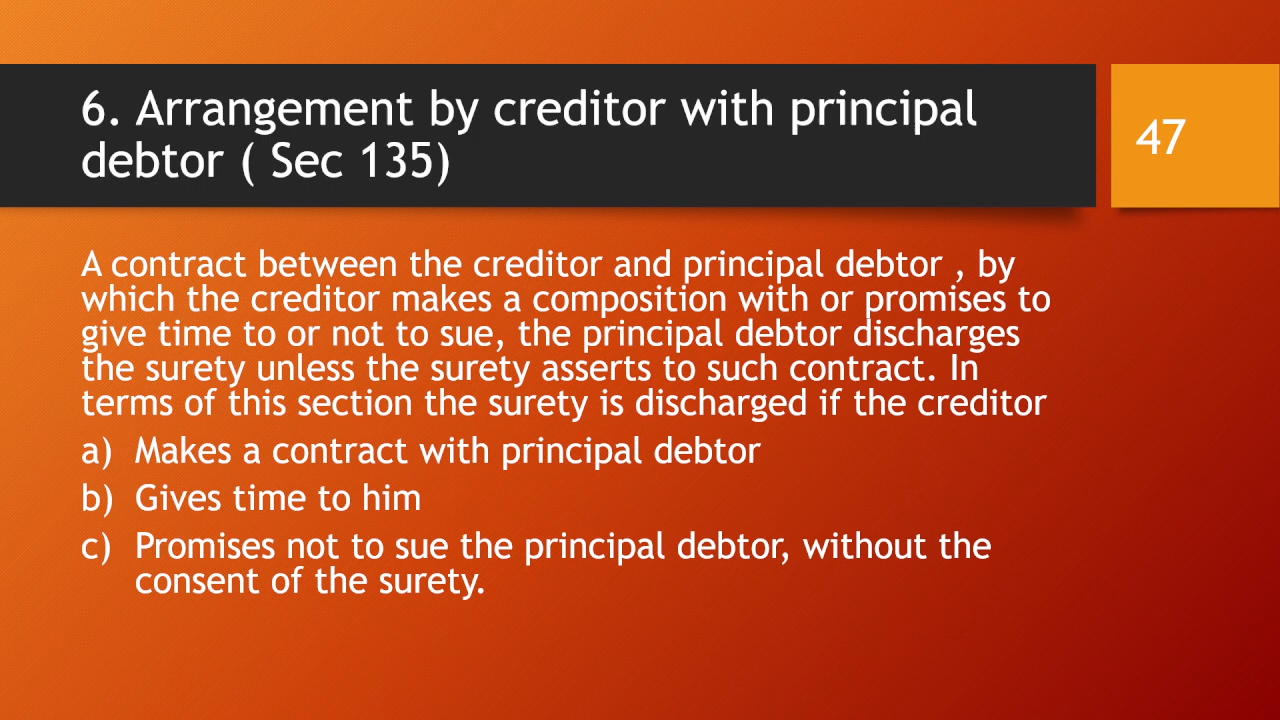 6. Arrangement by creditor with principal
debtor ( Sec 135)
47
A contract between the creditor and principal debtor , by
which the creditor makes a composition with or promises to
give time to or not to sue, the principal debtor discharges
the surety unless the surety asserts to such contract. In
terms of this section the surety is discharged if the creditor
a) Makes a contract with principal debtor
b) Gives time to him
c) Promises not to sue the principal debtor, without the
consent of the surety.